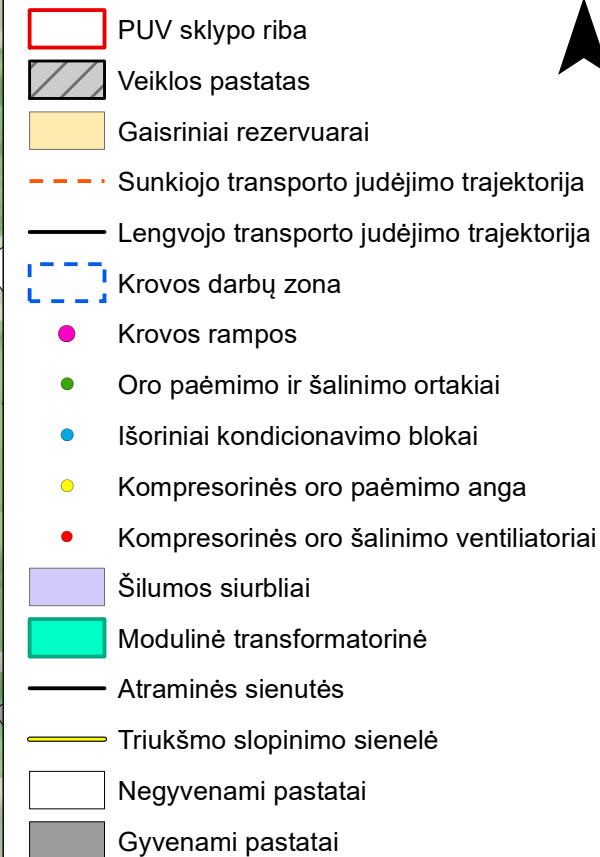 PUV sklypo riba
Veiklos pastatas
Gaisriniai rezervuarai
Sunkiojo transporto judėjimo trajektorija
Lengvojo transporto judėjimo trajektorija
Krovos darbų zona
Krovos rampos
Oro paėmimo ir šalinimo ortakiai
Išoriniai kondicionavimo blokai
Kompresorinės oro paėmimo anga
Kompresorinės oro šalinimo ventiliatoriai
Šilumos siurbliai
Modulinė transformatorinė
Atraminės sienutės
Triukšmo slopinimo sienelė
Negyvenami pastatai
Gyvenami pastatai